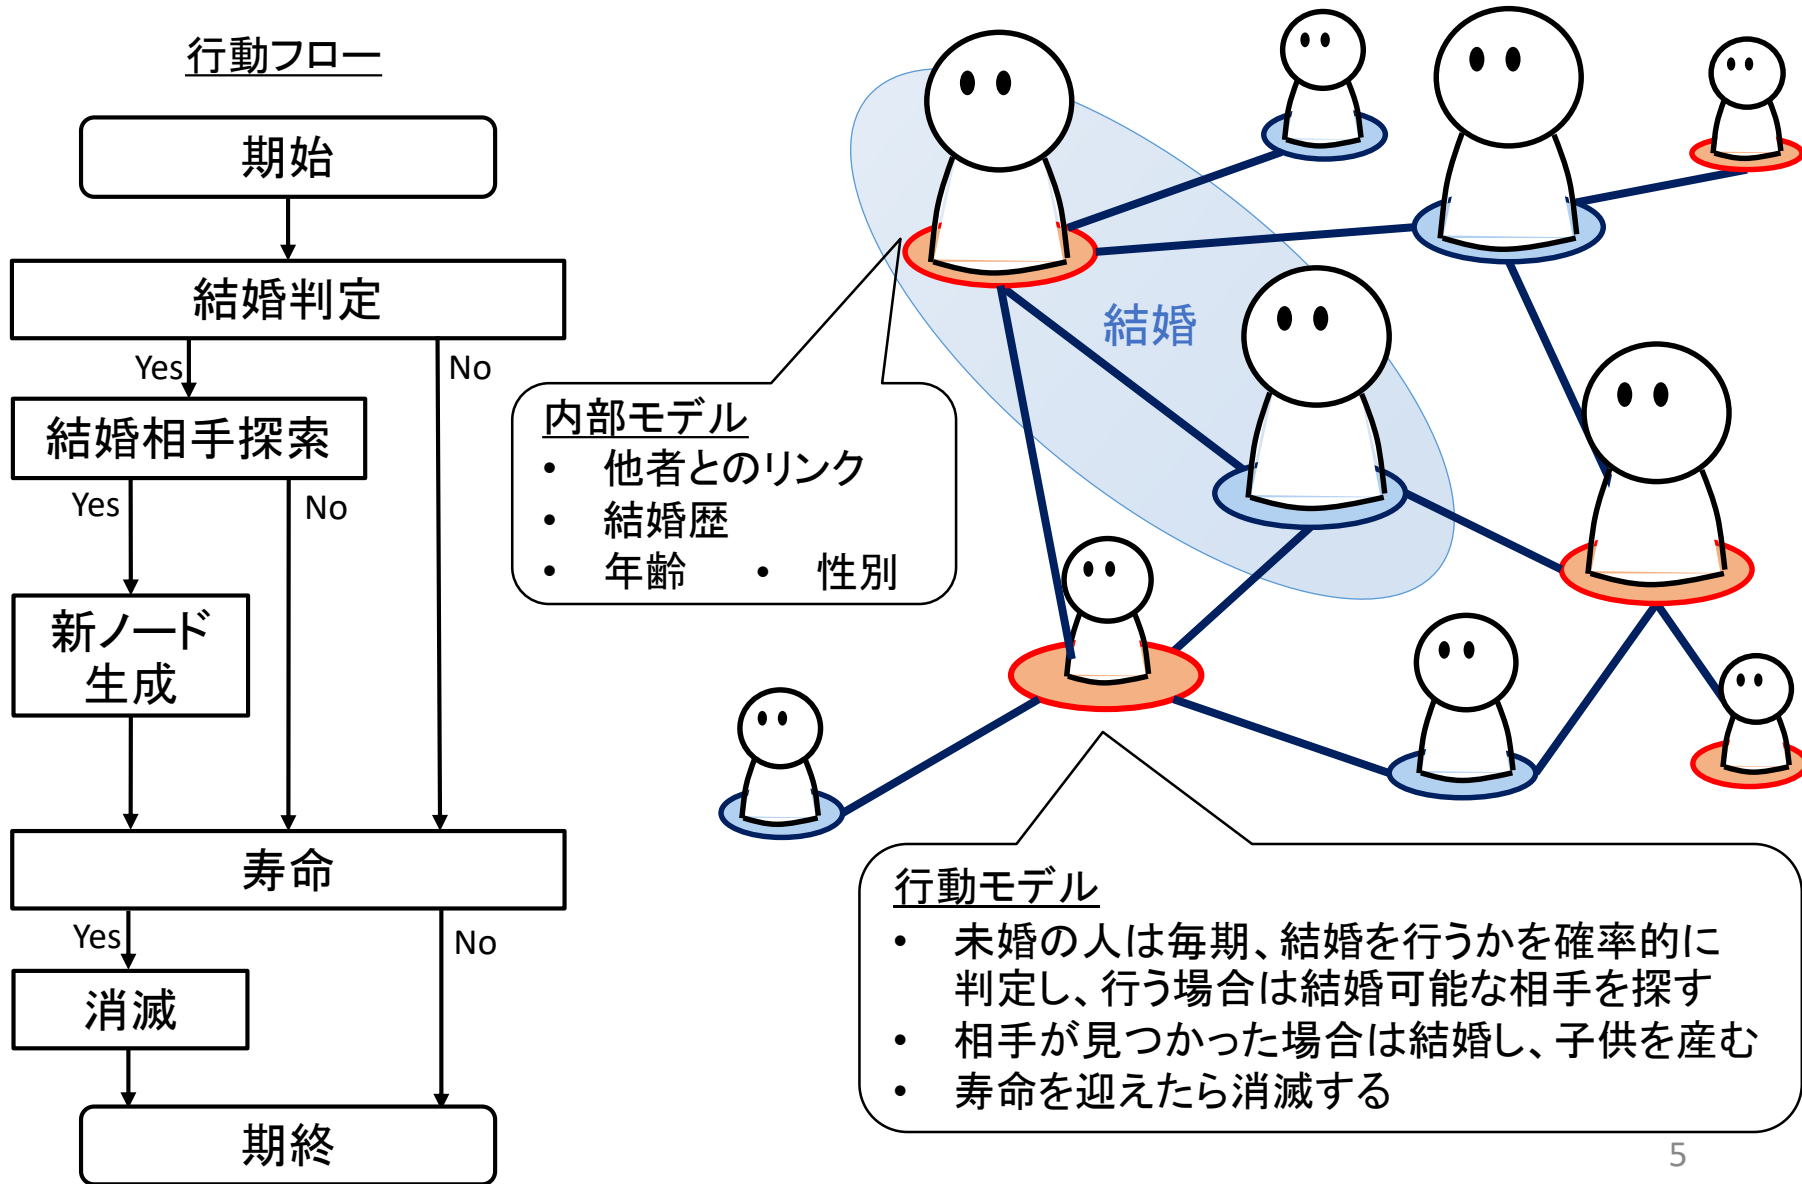 行動フロー
期始
結婚判定
Yes
No
結婚相手探索
Yes
No
新ノード
生成
寿命
Yes
No
消滅
期終
結婚
内部モデル
• 他者とのリンク
• 結婚歴
• 年齢 • 性別
行動モデル
• 未婚の人は毎期、結婚を行うかを確率的に
判定し、行う場合は結婚可能な相手を探す
• 相手が見つかった場合は結婚し、子供を産む
• 寿命を迎えたら消滅する
5